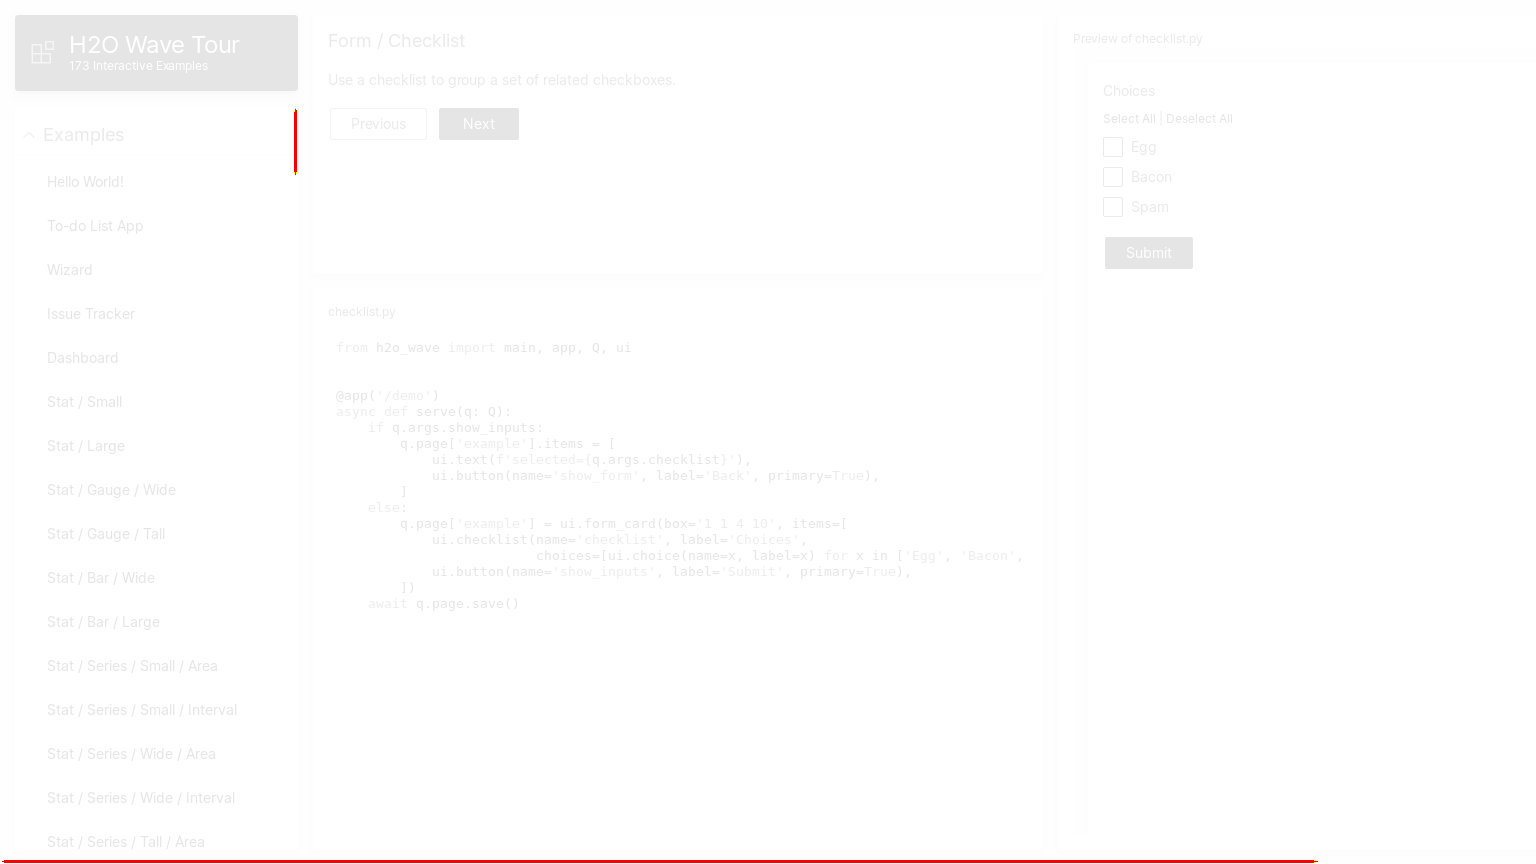 H2O Wave Tour
173 Interactive Examples
Examples
Hello World!
To-do List App
Wizard
Issue Tracker
Dashboard
Stat / Small
Stat / Large
Stat / Gauge / Wide
Stat / Gauge / Tall
Stat / Bar / Wide
Stat / Bar / Large
Stat / Series / Small / Area
Stat / Series / Small / Interval
Stat / Series / Wide / Area
Stat / Series / Wide / Interval
Stat / Series / Tall / Area
Form / Checklist
Use a checklist to group a set of related checkboxes.
Previous
Next
checklist.py
from h2o_wave import main, app, Q, ui
@app('/demo')
async def serve(q: Q):
    if q.args.show_inputs:
        q.page['example'].items = [
            ui.text(f'selected={q.args.checklist}'),
            ui.button(name='show_form', label='Back', primary=True),
        ]
    else:
        q.page['example'] = ui.form_card(box='1 1 4 10', items=[
            ui.checklist(name='checklist', label='Choices',
                         choices=[ui.choice(name=x, label=x) for x in ['Egg', 'Bacon',
            ui.button(name='show_inputs', label='Submit', primary=True),
        ])
    await q.page.save()
Preview of checklist.py
Choices
Select All | Deselect All
Egg
Bacon
Spam
Submit